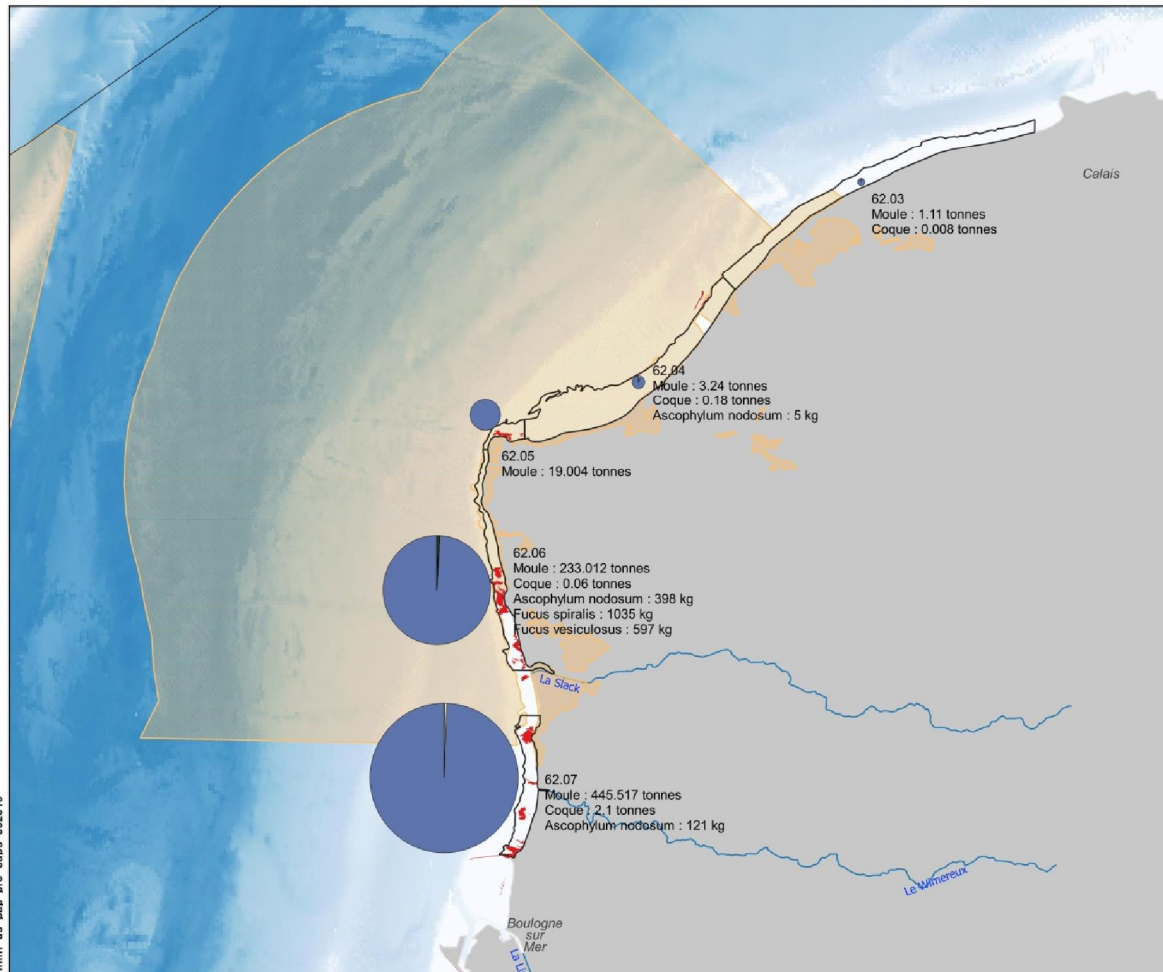 Calais
62.03
Moule : 1.11 tonnes
Coque : 0.008 tonnes
62.04
Moule : 3.24 tonnes
Coque : 0.18 tonnes
Ascophylum nodosum : 5 kg
62.05
Moule : 19.004 tonnes
62.06
Moule : 233.012 tonnes
Coque : 0.06 tonnes
Ascophylum nodosum : 398 kg
Fucus spiralis : 1035 kg
Fucus vesiculosus : 597 kg
La Slack
62.07
Moule : 445.517 tonnes
Coque : 2.1 tonnes
Ascophylum nodosum : 121 kg
Le Wimereux
Boulogne
sur
Mer